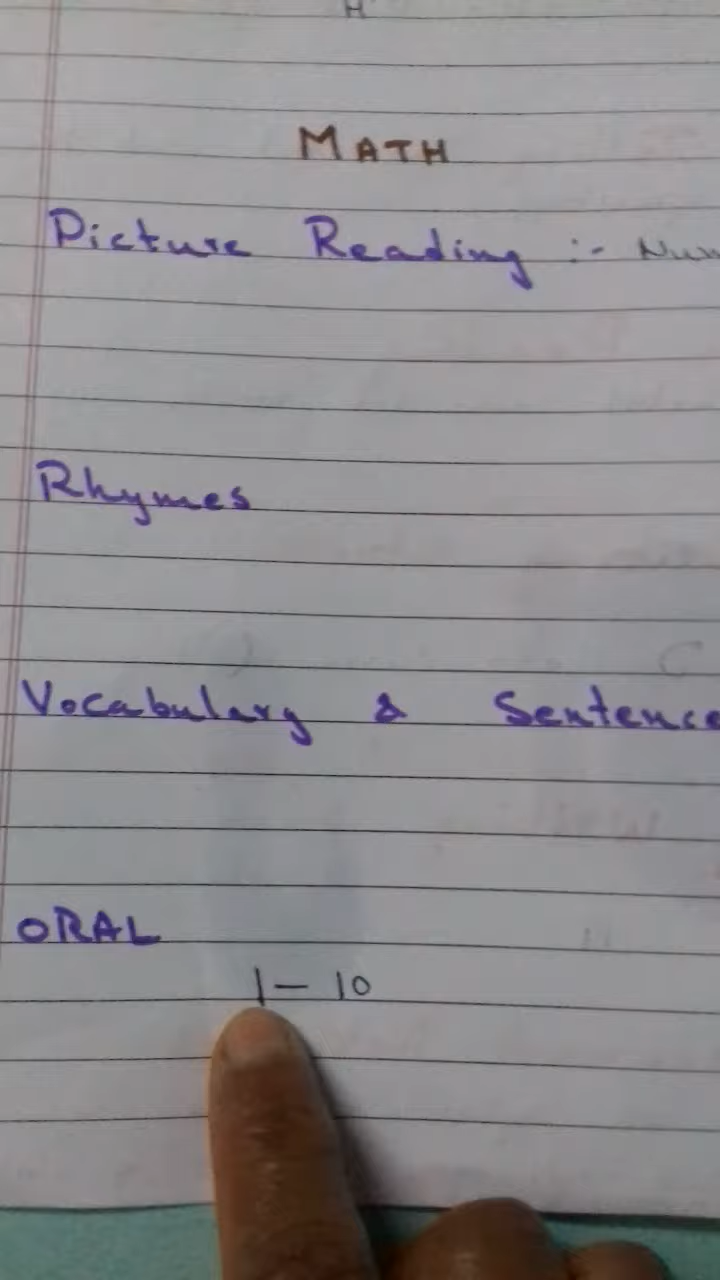 MATH
Picture Reading :-
Rhymes
Vocabulary & Sentence
ORAL
1 - 10